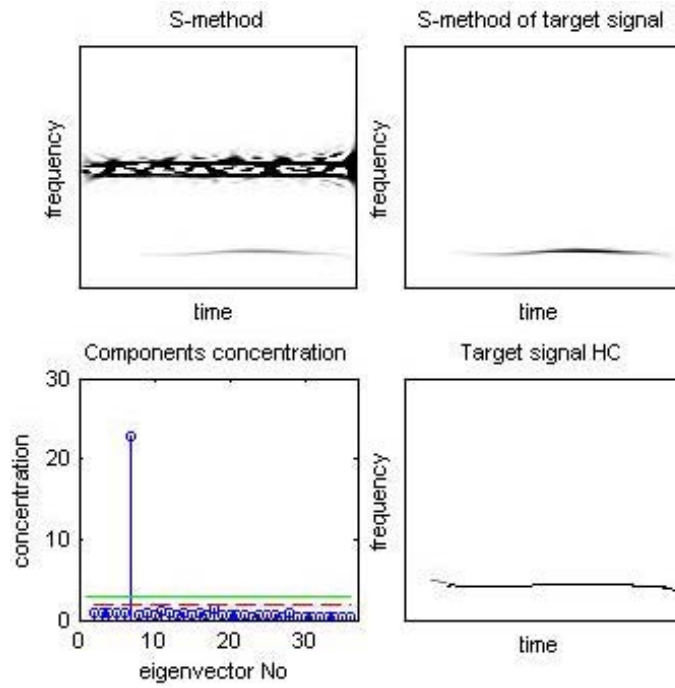 S-method
frequency
time
S-method of target signal
frequency
time
Components concentration
concentration
30
20
10
0
0 10 20 30
eigenvector No
Target signal HC
frequency
time